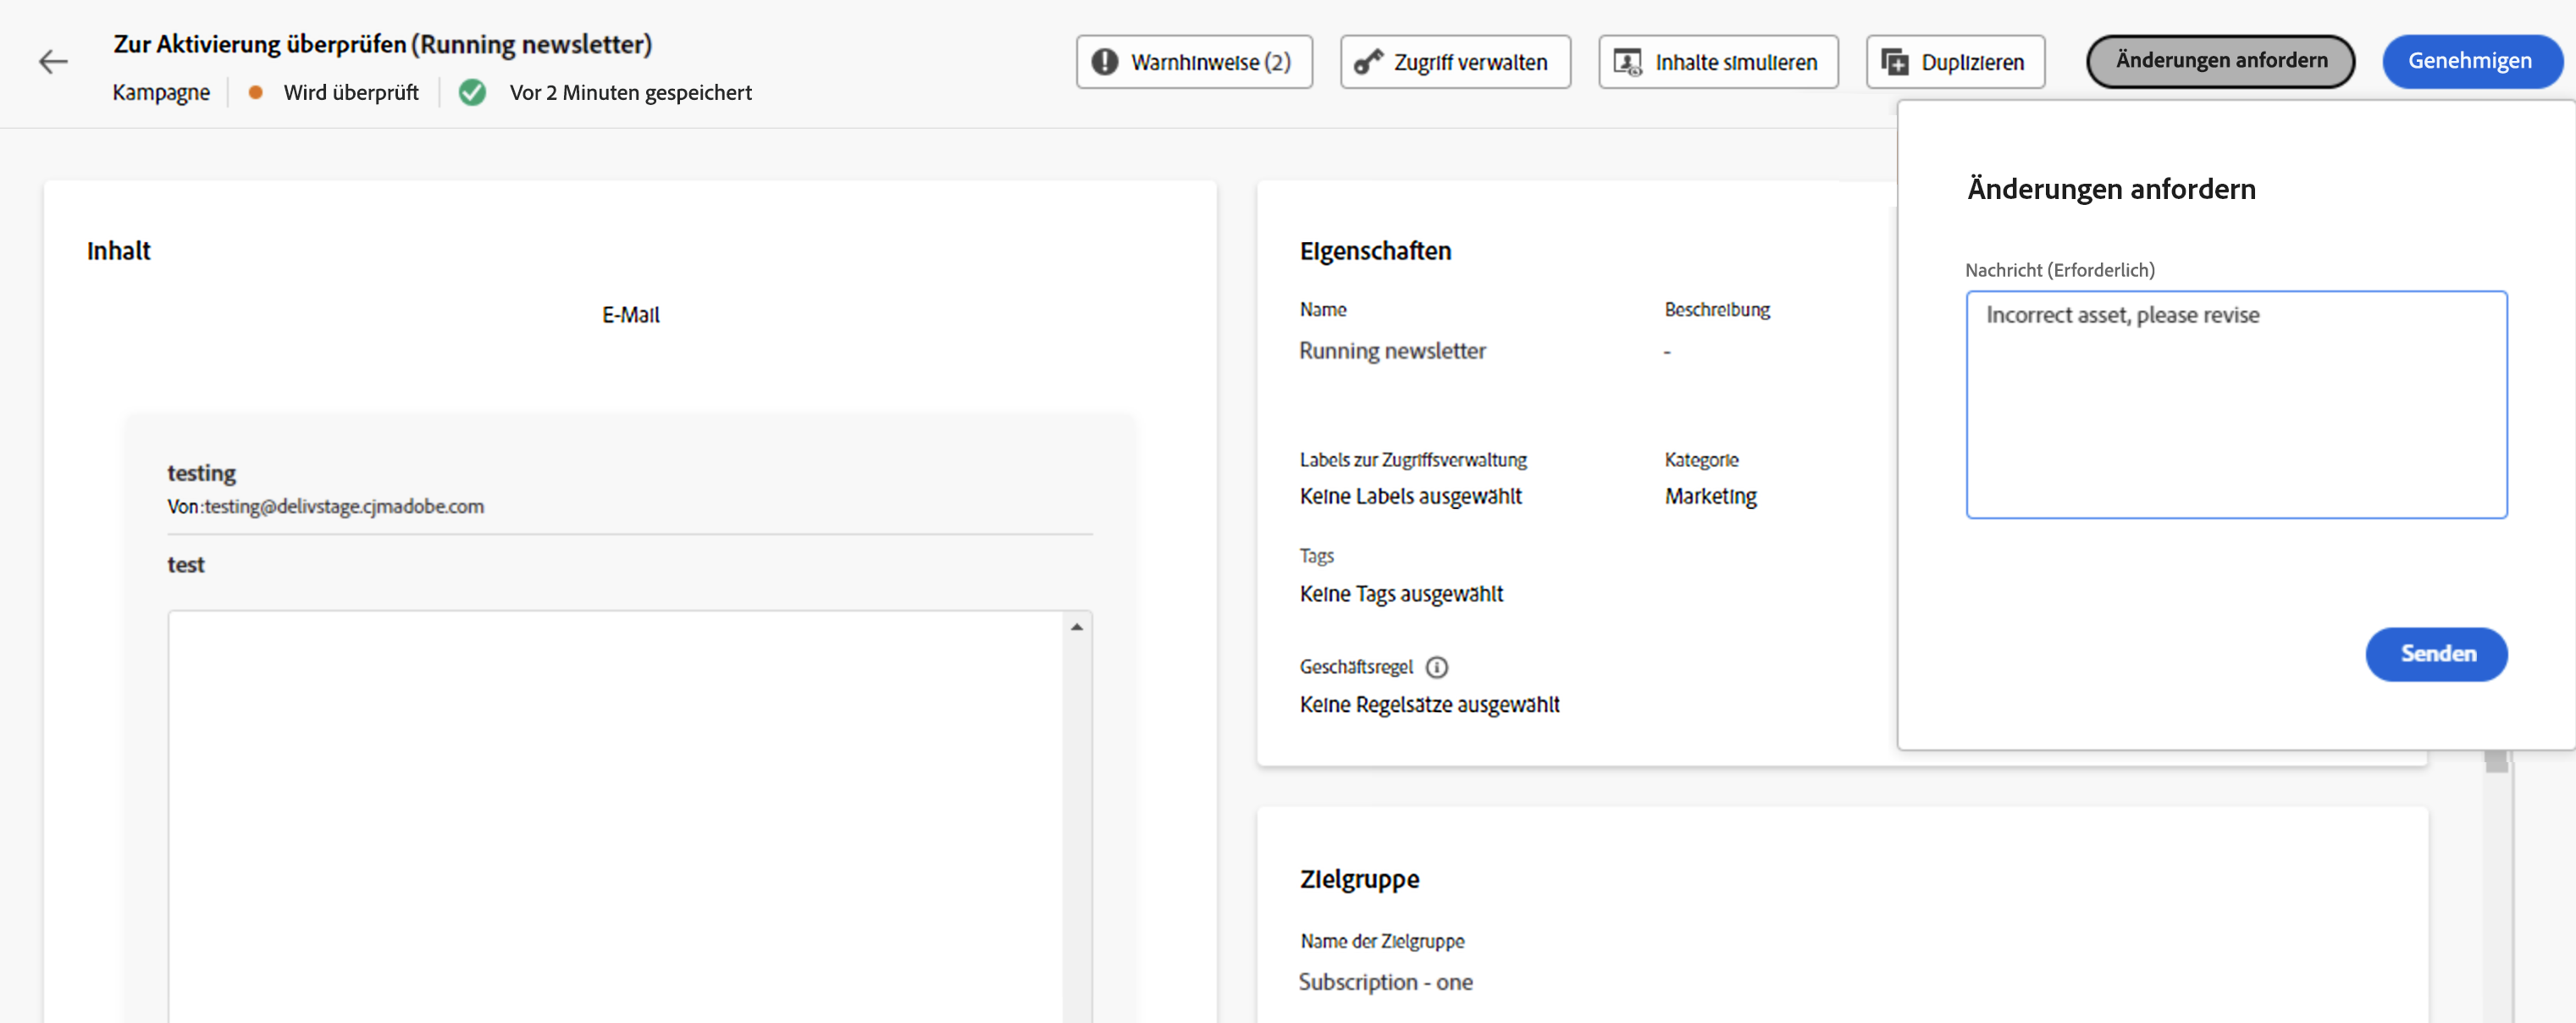 Zur Aktivierung überprüfen (Running newsletter)
Kampagne
Wird überprüft
Vor 2 Minuten gespeichert
Warnhinweise (2)
Zugriff verwalten
Inhalte simulieren
Duplizieren
Änderungen anfordern
Genehmigen
Inhalt
E-Mail
testing
Von:testing@delivstage.cjmadobe.com
test
Eigenschaften
Name
Beschreibung
Running newsletter
-
Labels zur Zugriffsverwaltung
Kategorie
Keine Labels ausgewählt
Marketing
Tags
Keine Tags ausgewählt
Geschäftsregel
Keine Regelsätze ausgewählt
Zielgruppe
Name der Zielgruppe
Subscription - one
Änderungen anfordern
Nachricht (Erforderlich)
Incorrect asset, please revise
Senden